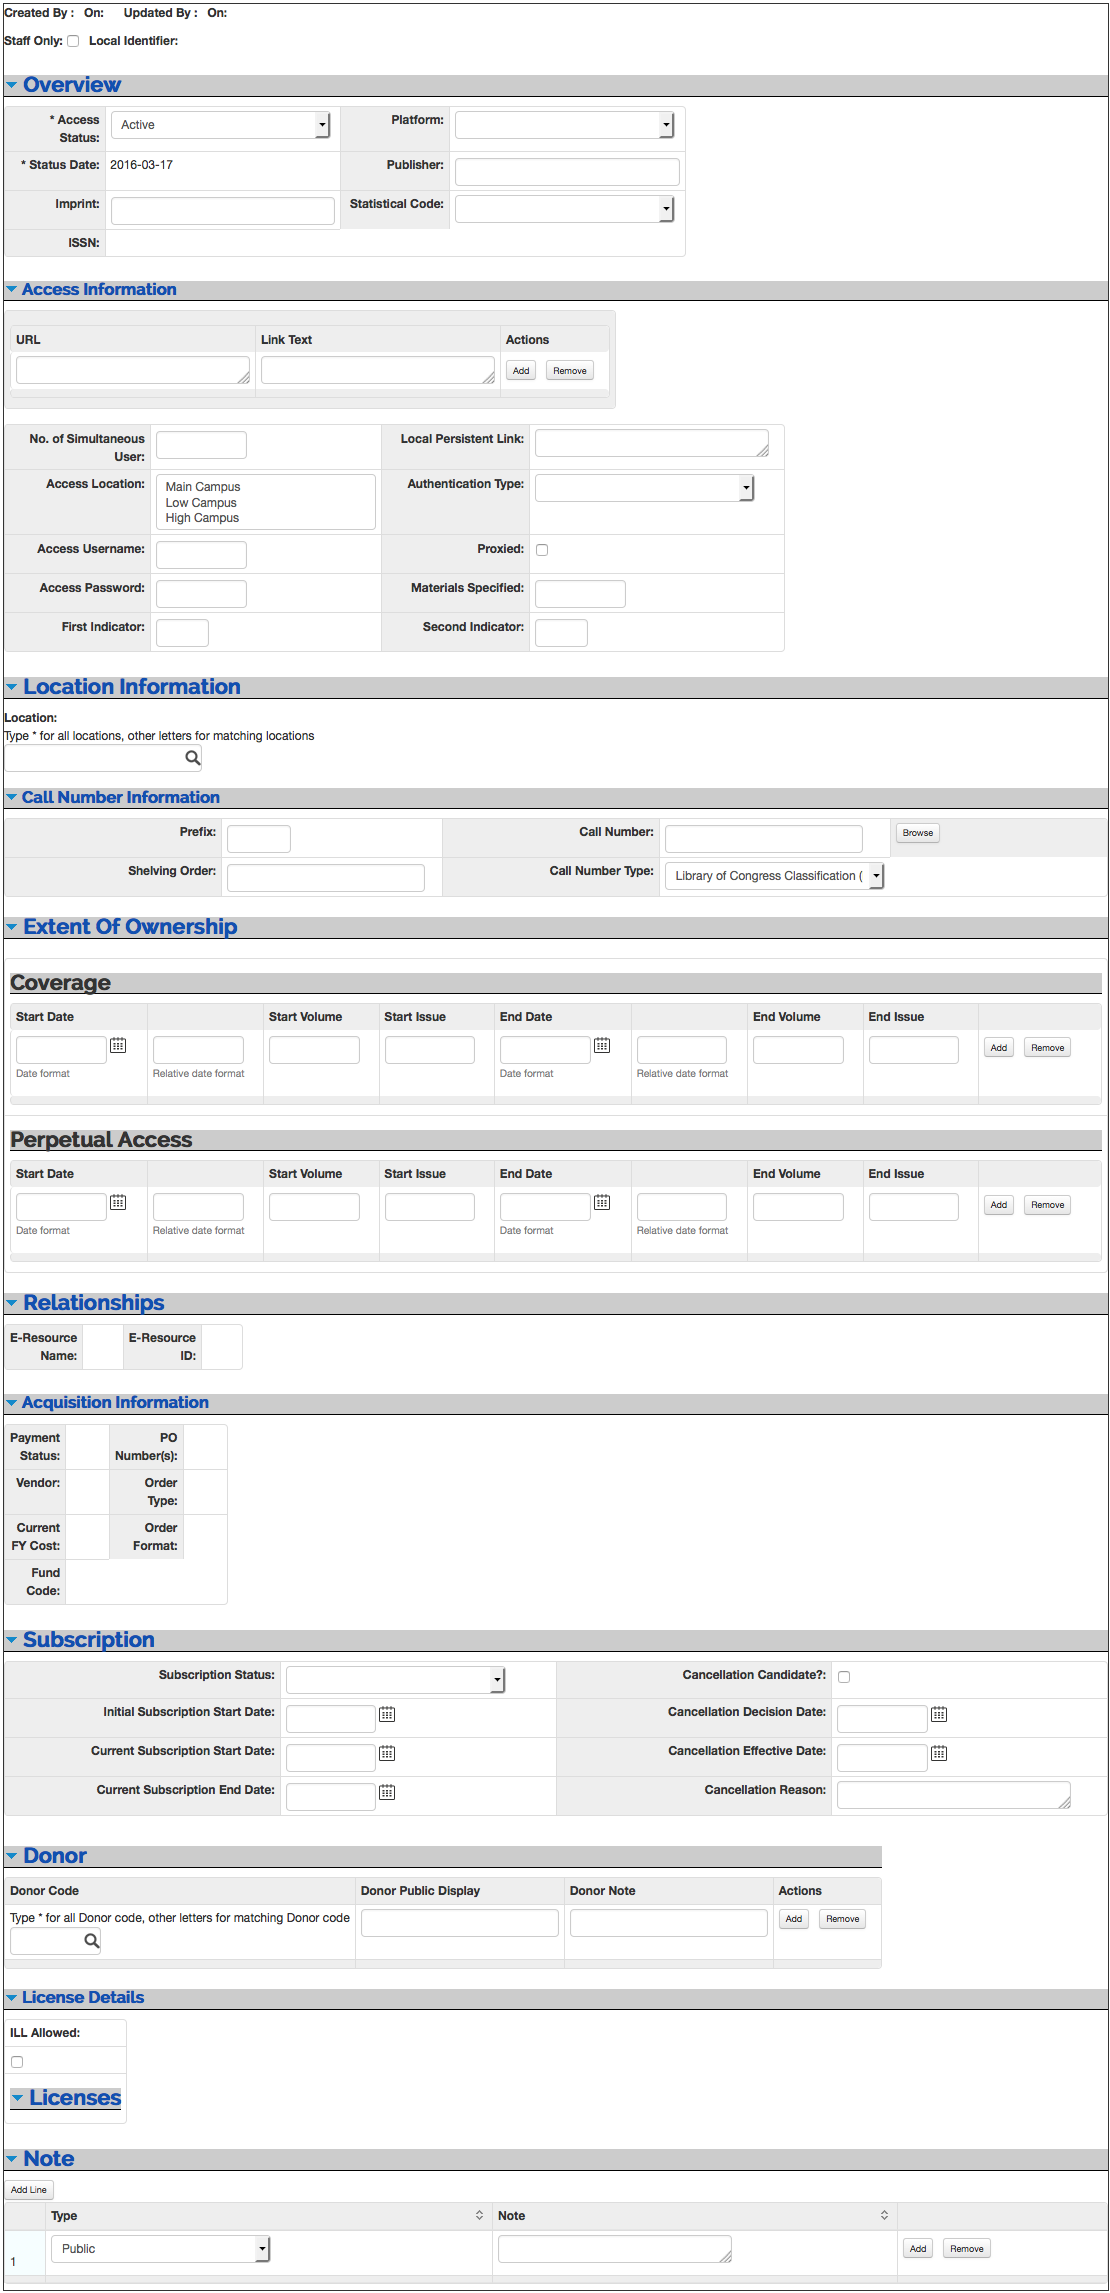 Created By : On: Updated By : On:
Staff Only: Local Identifier:
Overview
* Access Status: Active Platform:
* Status Date: 2016-03-17 Publisher:
Imprint: Statistical Code:
ISSN:
Access Information
URL Link Text Actions
Add Remove
No. of Simultaneous User: Local Persistent Link:
Access Location: Main Campus Authentication Type:
Low Campus
High Campus
Access Username: Proxied:
Access Password: Materials Specified:
First Indicator: Second Indicator:
Location Information
Location:
Type * for all locations, other letters for matching locations
Call Number Information
Prefix: Call Number: Browse
Shelving Order: Call Number Type: Library of Congress Classification (
Extent Of Ownership
Coverage
Start Date Start Volume Start Issue End Date End Volume End Issue
Add Remove
Date format Relative date format Date format Relative date format
Perpetual Access
Start Date Start Volume Start Issue End Date End Volume End Issue
Add Remove
Date format Relative date format Date format Relative date format
Relationships
E-Resource Name: E-Resource ID:
Acquisition Information
Payment Status: PO Number(s):
Vendor: Order Type:
Current FY Cost: Order Format:
Fund Code:
Subscription
Subscription Status: Cancellation Candidate?:
Initial Subscription Start Date: Cancellation Decision Date:
Current Subscription Start Date: Cancellation Effective Date:
Current Subscription End Date: Cancellation Reason:
Donor
Donor Code Donor Public Display Donor Note Actions
Type * for all Donor code, other letters for matching Donor code Add Remove
License Details
ILL Allowed:
Licenses
Note
Add Line
Type Note
1 Public Add Remove